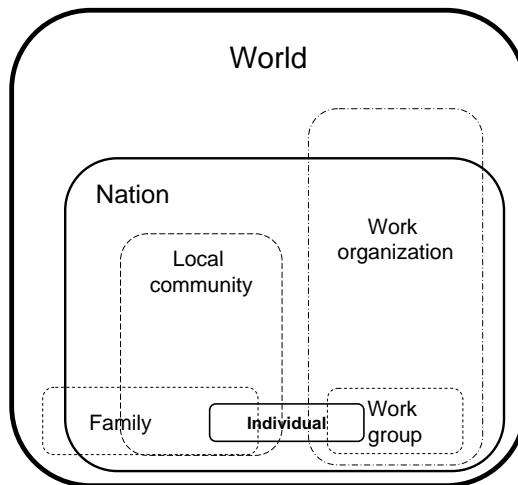 World
Nation
Work
organization
Local
community
Family
Individual
Work
group